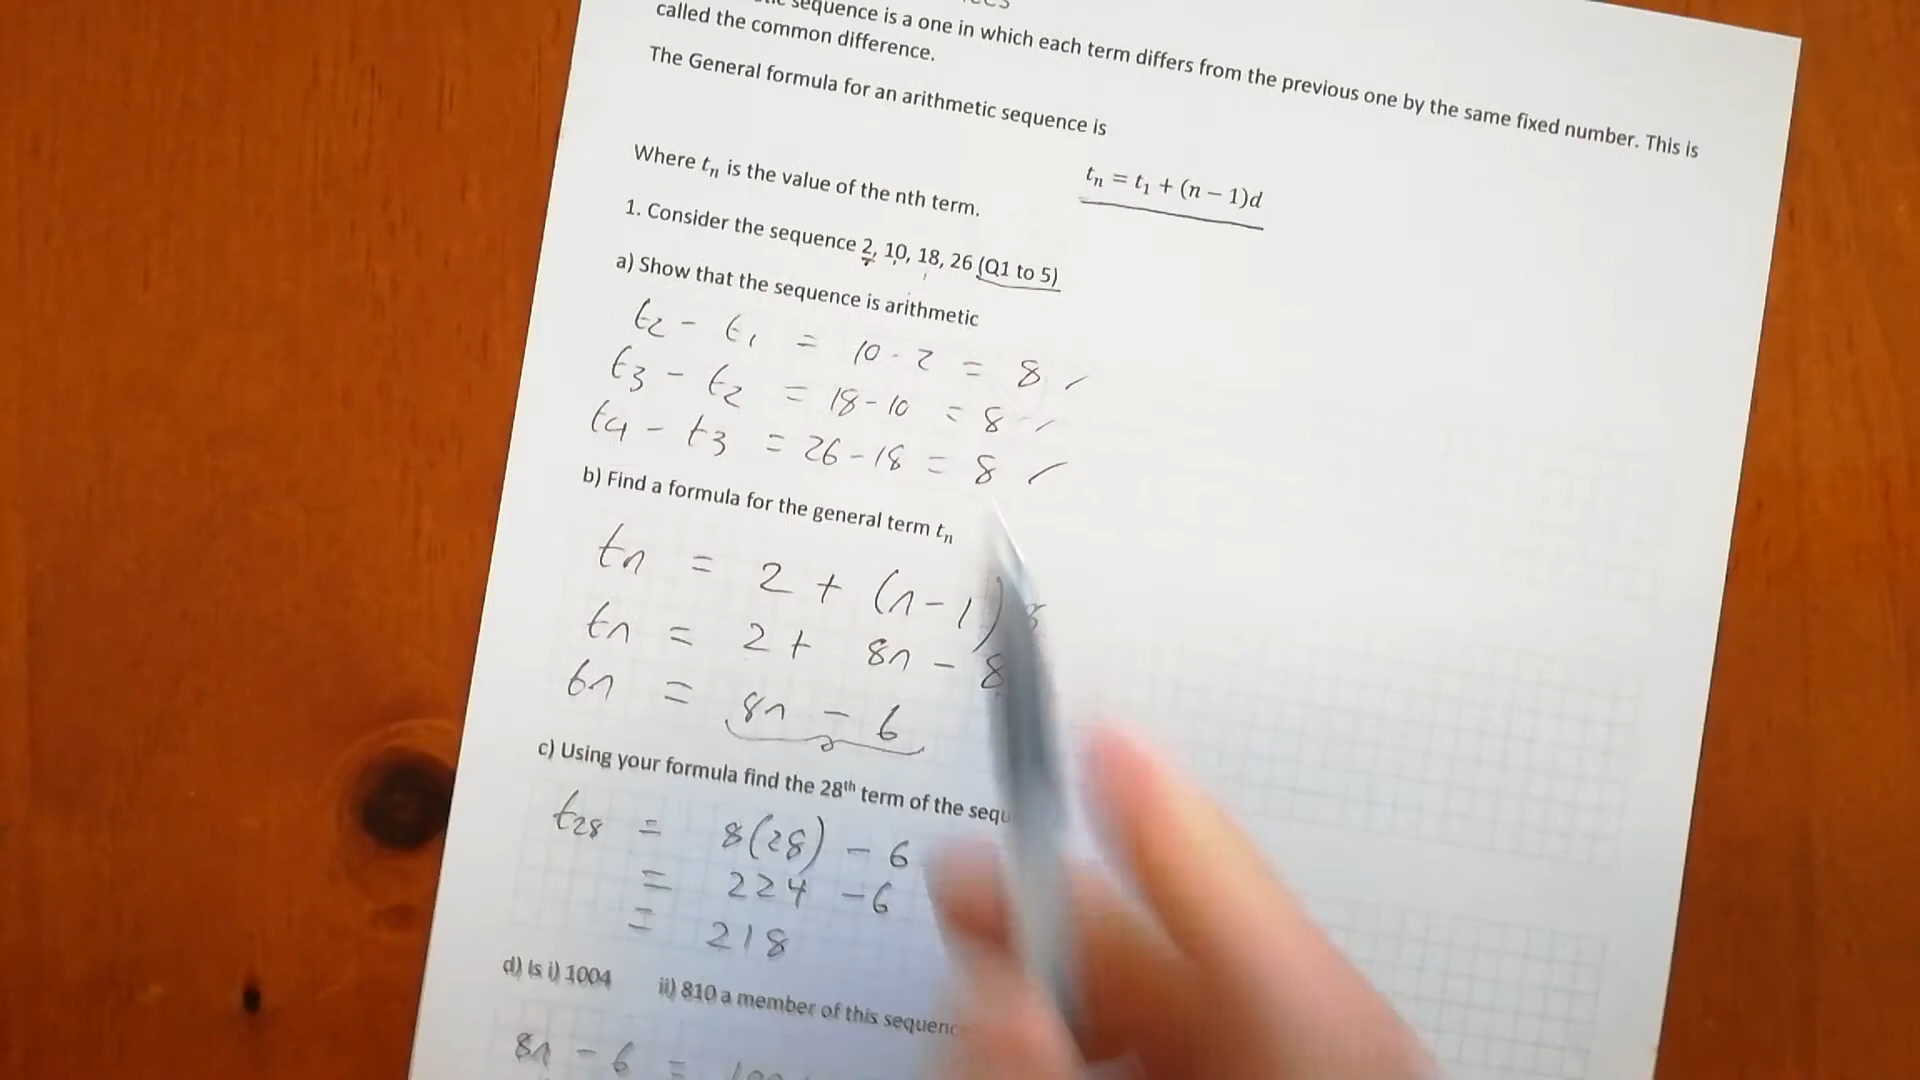 sequence is a one in which each term differs from the previous one by the same fixed number. This is
called the common difference.
The General formula for an arithmetic sequence is
tₙ = t₁ + (n − 1)d
Where tₙ is the value of the nth term.
1. Consider the sequence 2, 10, 18, 26 (Q1 to 5)
a) Show that the sequence is arithmetic
t2 - t1 = 10 - 2 = 8
t3 - t2 = 18 - 10 = 8
t4 - t3 = 26 - 18 = 8
b) Find a formula for the general term tₙ
tn = 2 + (n-1) 8
tn = 2 + 8n - 8
tn = 8n - 6
c) Using your formula find the 28th term of the
t28 = 8(28) - 6
= 224 - 6
= 218
d) Is i) 1004 ii) 810 a member of this
8n - 6 =